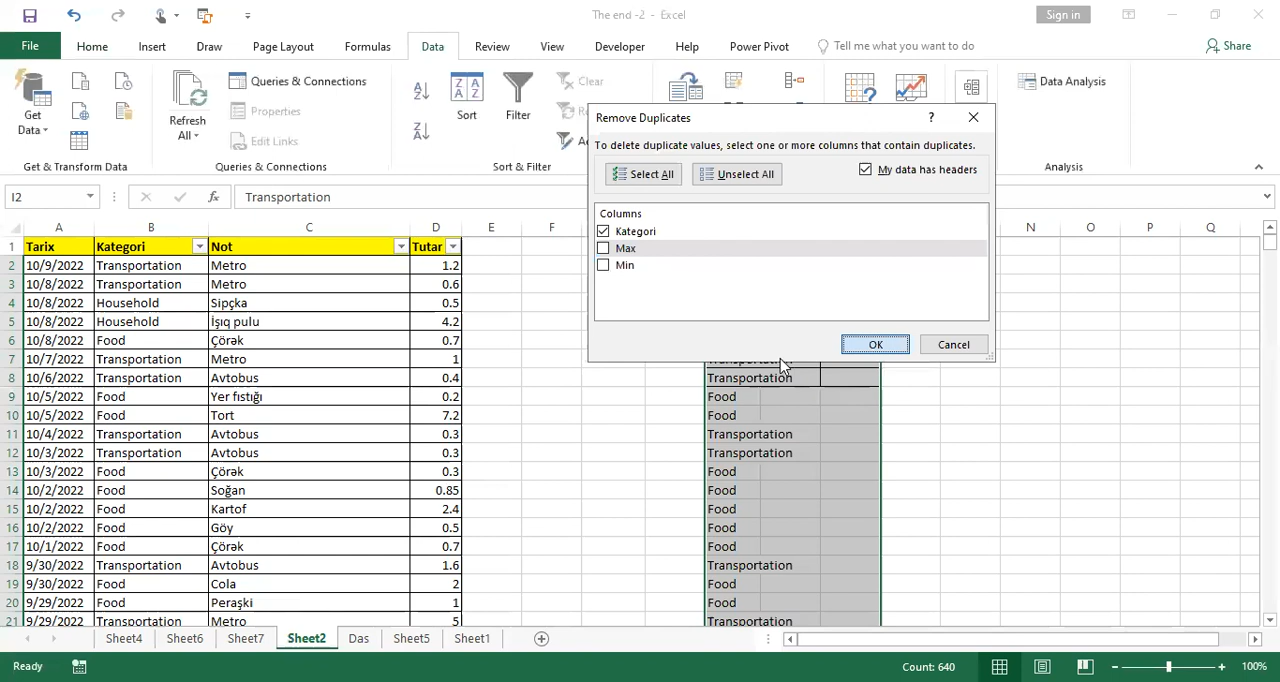 The end -2 - Excel
Sign in
File Home Insert Draw Page Layout Formulas Data Review View Developer Help Power Pivot Tell me what you want to do Share
Get Data
Refresh All
Queries & Connections
Properties
Edit Links
Sort
Filter
Clear
Data Analysis
Get & Transform Data
Queries & Connections
Sort & Filter
Analysis
Remove Duplicates
?
To delete duplicate values, select one or more columns that contain duplicates.
Select All
Unselect All
My data has headers
Columns
Kategori
Max
Min
OK
Cancel
I2
fx
Transportation
A B C D E F N O P Q
1 Tarix Kategori Not Tutar
2 10/9/2022 Transportation Metro 1.2
3 10/8/2022 Transportation Metro 0.6
4 10/8/2022 Household Sipçka 0.5
5 10/8/2022 Household İşıq pulu 4.2
6 10/8/2022 Food Çörək 0.7
7 10/7/2022 Transportation Metro 1 Transportation
8 10/6/2022 Transportation Avtobus 0.4 Transportation
9 10/5/2022 Food Yer fıstığı 0.2 Food
10 10/5/2022 Food Tort 7.2 Food
11 10/4/2022 Transportation Avtobus 0.3 Transportation
12 10/3/2022 Transportation Avtobus 0.3 Transportation
13 10/3/2022 Food Çörək 0.3 Food
14 10/2/2022 Food Soğan 0.85 Food
15 10/2/2022 Food Kartof 2.4 Food
16 10/2/2022 Food Göy 0.5 Food
17 10/1/2022 Food Çörək 0.7 Food
18 9/30/2022 Transportation Avtobus 1.6 Transportation
19 9/30/2022 Food Cola 2 Food
20 9/29/2022 Food Peraşki 1 Food
21 9/29/2022 Transportation Metro 5 Transportation
Sheet4 Sheet6 Sheet7 Sheet2 Das Sheet5 Sheet1
Ready
Count: 640
100%